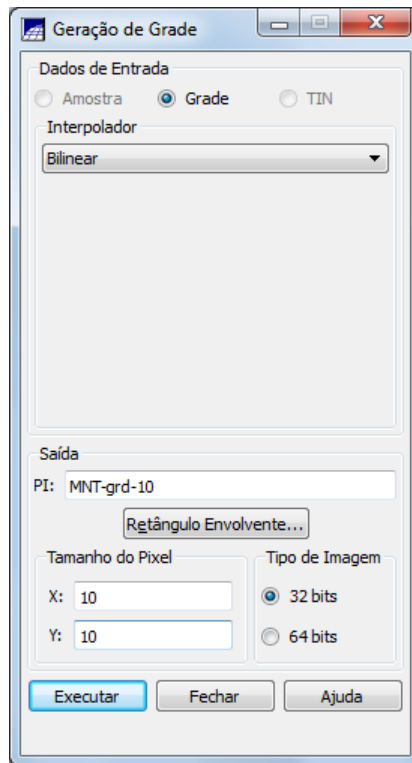 Geração de Grade
Dados de Entrada
Amostra Grade TIN
Interpolador
Bilinear
Saída
PI: MNT-grd-10
Retângulo Envolvente...
Tamanho do Pixel Tipo de Imagem
X: 10 32 bits
Y: 10 64 bits
Executar Fechar Ajuda